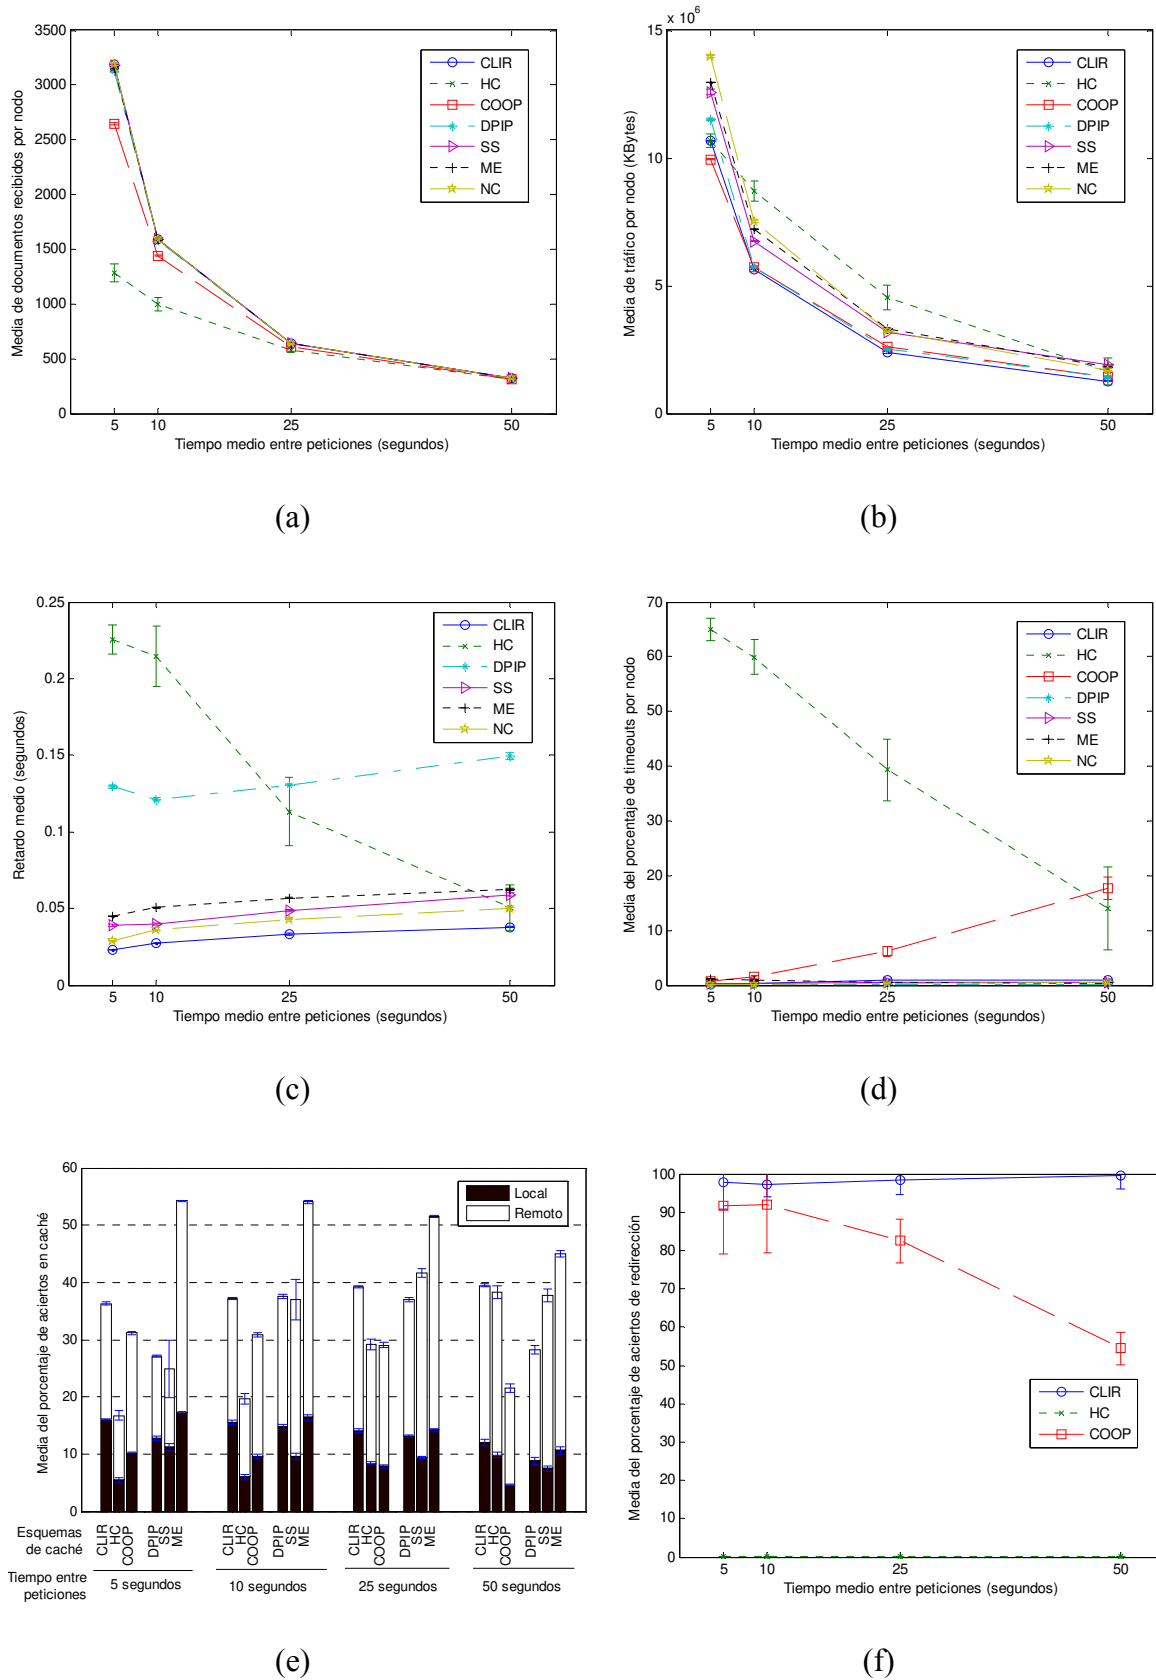 3500
3000
2500
2000
1500
1000
500
0
Media de documentos recibidos por nodo
CLIR
HC
COOP
DPIP
SS
ME
NC
5 10 25 50
Tiempo medio entre peticiones (segundos)
(a)
x 10^6
15
10
5
0
Media de tráfico por nodo (KBytes)
CLIR
HC
COOP
DPIP
SS
ME
NC
5 10 25 50
Tiempo medio entre peticiones (segundos)
(b)
0.25
0.2
0.15
0.1
0.05
0
Retardo medio (segundos)
CLIR
HC
DPIP
SS
ME
NC
5 10 25 50
Tiempo medio entre peticiones (segundos)
(c)
70
60
50
40
30
20
10
0
Media del porcentaje de timeouts por nodo
CLIR
HC
COOP
DPIP
SS
ME
NC
5 10 25 50
Tiempo medio entre peticiones (segundos)
(d)
60
50
40
30
20
10
0
Media del porcentaje de aciertos en caché
Local
Remoto
Esquemas
de caché
CLIR HC COOP DPIP SS ME
CLIR HC COOP DPIP SS ME
CLIR HC COOP DPIP SS ME
CLIR HC COOP DPIP SS ME
Tiempo entre
peticiones
5 segundos 10 segundos 25 segundos 50 segundos
(e)
100
90
80
70
60
50
40
30
20
10
0
Media del porcentaje de aciertos de redirección
CLIR
HC
COOP
5 10 25 50
Tiempo medio entre peticiones (segundos)
(f)